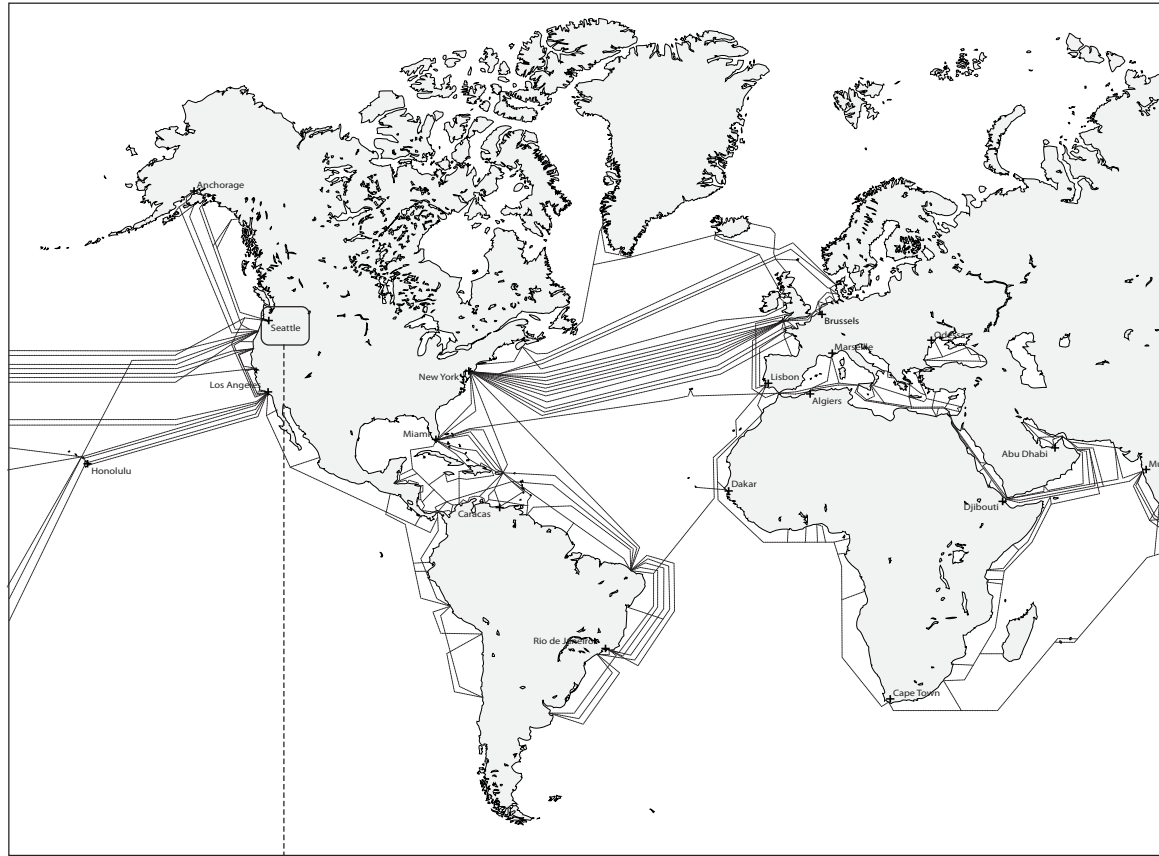 Anchorage
Seattle
Brussels
Odessa
Marseille
New York
Los Angeles
Lisbon
Algiers
Miami
Abu Dhabi
Honolulu
Dakar
Djibouti
Caracas
Rio de Janeiro
Cape Town